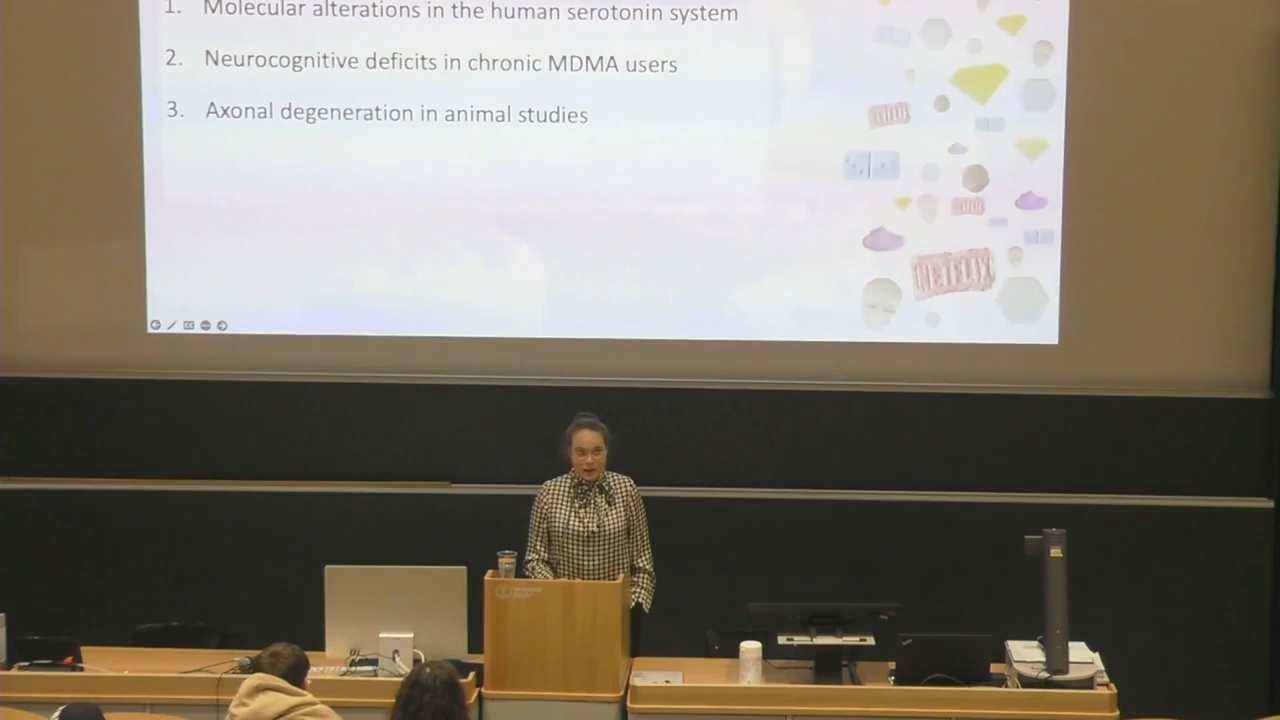 1. Molecular alterations in the human serotonin system
2. Neurocognitive deficits in chronic MDMA users
3. Axonal degeneration in animal studies
NETFLIX